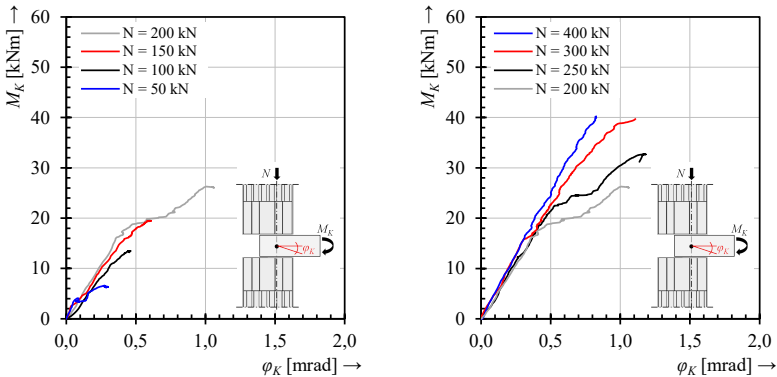 M_K [kNm] →
60
50
40
30
20
10
0
N = 200 kN
N = 150 kN
N = 100 kN
N = 50 kN
N
M_K
φ_K
0,0
0,5
1,0
1,5
2,0
φ_K [mrad] →
M_K [kNm] →
60
50
40
30
20
10
0
N = 400 kN
N = 300 kN
N = 250 kN
N = 200 kN
N
M_K
φ_K
0,0
0,5
1,0
1,5
2,0
φ_K [mrad] →